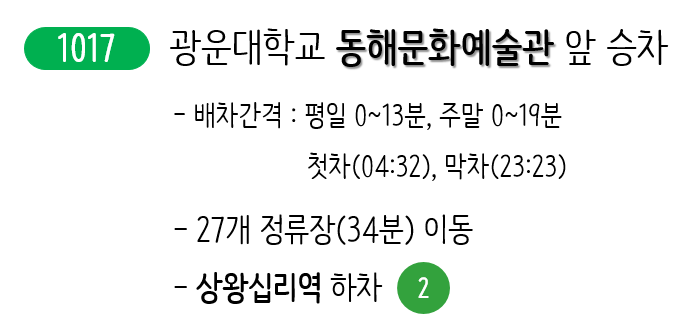 1017 광운대학교 동해문화예술관 앞 승차
- 배차간격 : 평일 0~13분, 주말 0~19분
첫차(04:32), 막차(23:23)
- 27개 정류장(34분) 이동
- 상왕십리역 하차 2